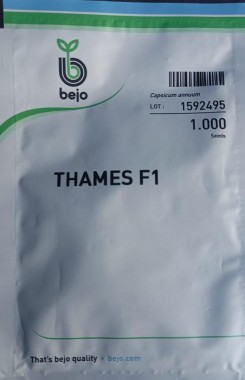 bejo
Capsicum annuum
LOT: 1592495
1.000
Seeds
THAMES F1
That's bejo quality • bejo.com